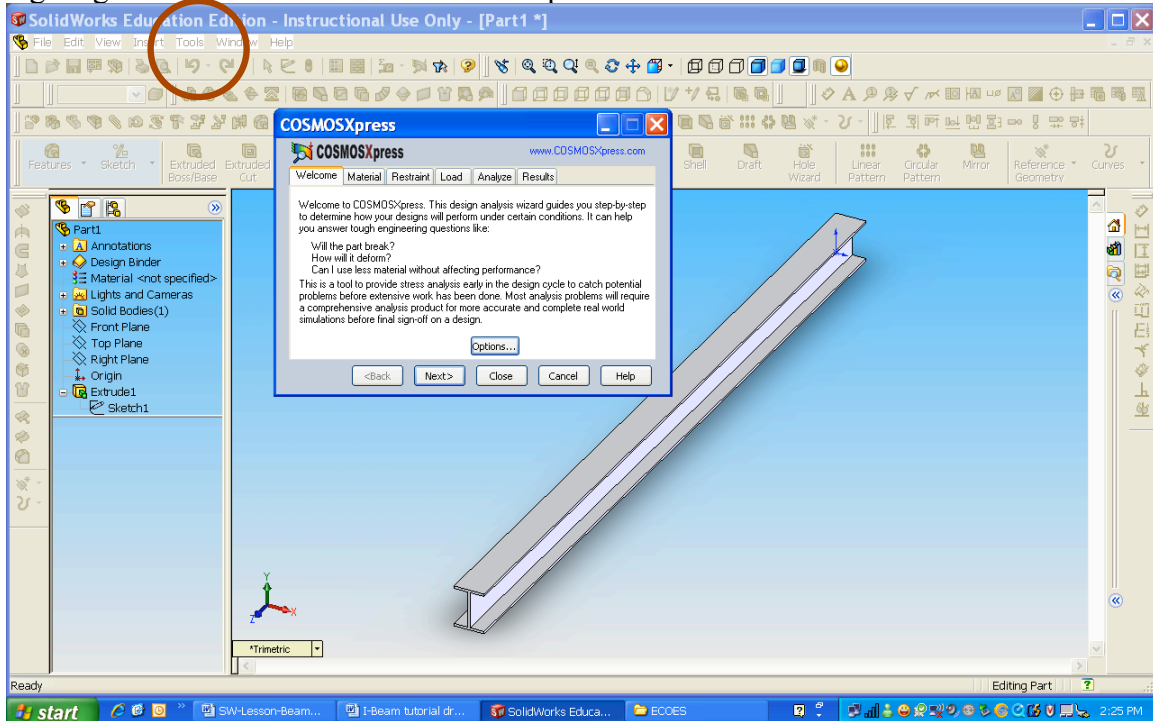 SolidWorks Education Edition - Instructional Use Only - [Part1 *]
File Edit View Insert Tools Window Help
Features Sketch Extruded Boss/Base Extruded Cut Shell Draft Hole Wizard Linear Pattern Circular Pattern Mirror Reference Geometry Curves
COSMOSXpress
COSMOSXpress www.COSMOSXpress.com
Welcome Material Restraint Load Analyze Results
Welcome to COSMOSXpress. This design analysis wizard guides you step-by-step
to determine how your designs will perform under certain conditions. It can help
you answer tough engineering questions like:
Will the part break?
How will it deform?
Can I use less material without affecting performance?
This is a tool to provide stress analysis early in the design cycle to catch potential
problems before extensive work has been done. Most analysis problems will require
a comprehensive analysis product for more accurate and complete real world
simulations before final sign-off on a design.
Options...
<Back Next> Close Cancel Help
Part1
Annotations
Design Binder
Material <not specified>
Lights and Cameras
Solid Bodies(1)
Front Plane
Top Plane
Right Plane
Origin
Extrude1
Sketch1
Y
Z X
*Trimetric
Ready Editing Part
start SW-Lesson-Beam... I-Beam tutorial dr... SolidWorks Educa... ECOES 2:25 PM